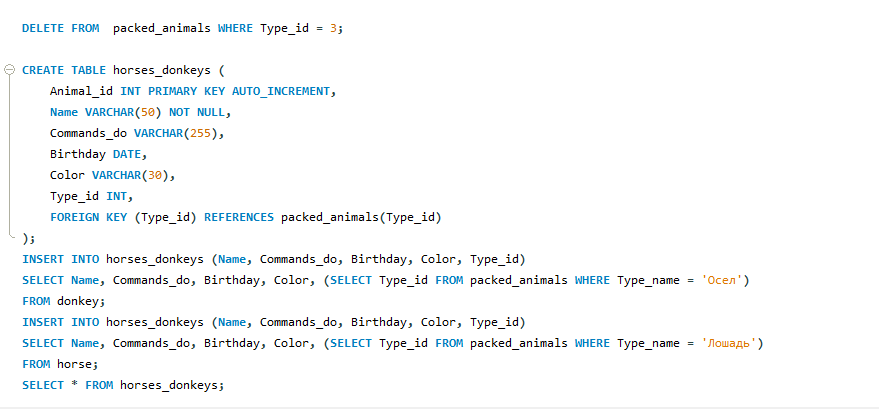 DELETE FROM  packed_animals WHERE Type_id = 3;
CREATE TABLE horses_donkeys (
Animal_id INT PRIMARY KEY AUTO_INCREMENT,
Name VARCHAR(50) NOT NULL,
Commands_do VARCHAR(255),
Birthday DATE,
Color VARCHAR(30),
Type_id INT,
FOREIGN KEY (Type_id) REFERENCES packed_animals(Type_id)
);
INSERT INTO horses_donkeys (Name, Commands_do, Birthday, Color, Type_id)
SELECT Name, Commands_do, Birthday, Color, (SELECT Type_id FROM packed_animals WHERE Type_name = 'Осел')
FROM donkey;
INSERT INTO horses_donkeys (Name, Commands_do, Birthday, Color, Type_id)
SELECT Name, Commands_do, Birthday, Color, (SELECT Type_id FROM packed_animals WHERE Type_name = 'Лошадь')
FROM horse;
SELECT * FROM horses_donkeys;